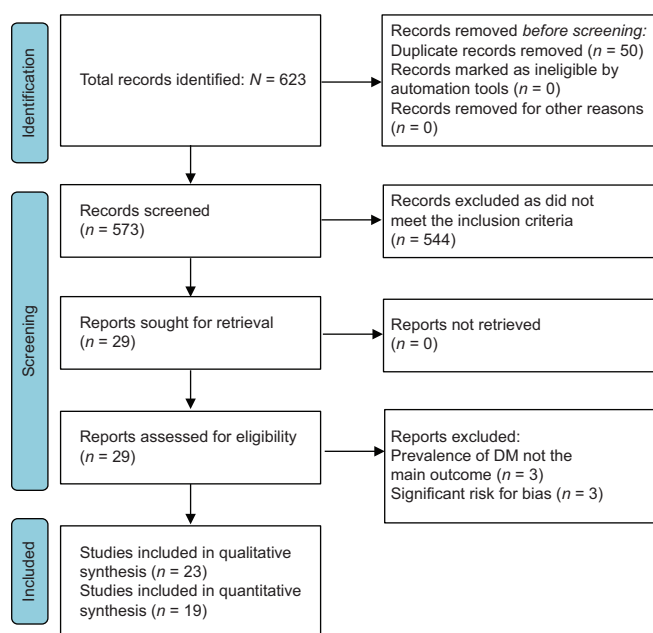 Identification
Total records identified: N = 623
Records removed before screening:
Duplicate records removed (n = 50)
Records marked as ineligible by
automation tools (n = 0)
Records removed for other reasons
(n = 0)
Screening
Records screened
(n = 573)
Records excluded as did not
meet the inclusion criteria
(n = 544)
Reports sought for retrieval
(n = 29)
Reports not retrieved
(n = 0)
Reports assessed for eligibility
(n = 29)
Reports excluded:
Prevalence of DM not the
main outcome (n = 3)
Significant risk for bias (n = 3)
Included
Studies included in qualitative
synthesis (n = 23)
Studies included in quantitative
synthesis (n = 19)